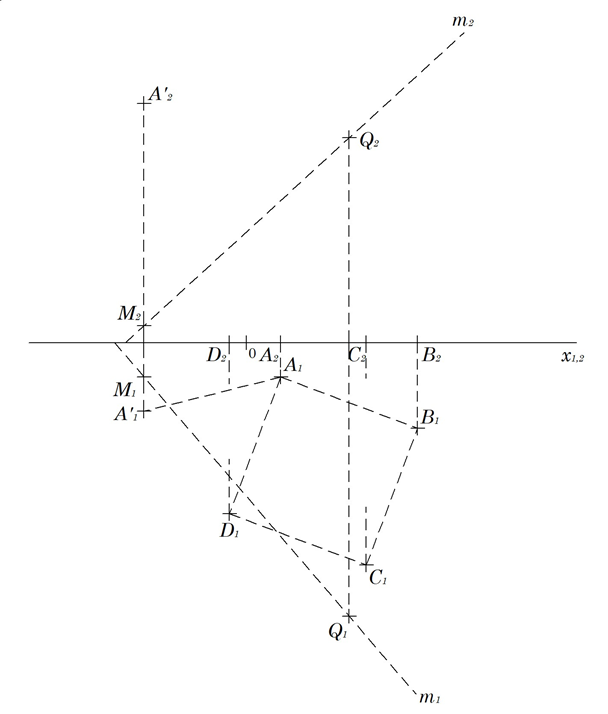 m₂
A'₂
Q₂
M₂
D₂ 0 A₂ C₂ B₂ x₁,₂
A₁
M₁
A'₁
B₁
D₁
C₁
Q₁
m₁